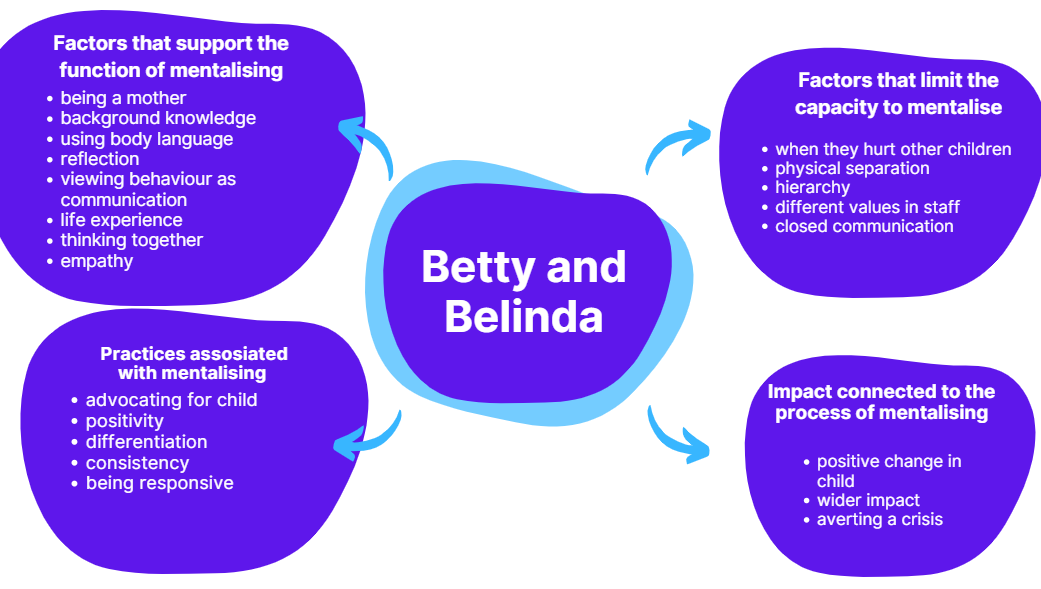 Factors that support the
function of mentalising
• being a mother
• background knowledge
• using body language
• reflection
• viewing behaviour as
communication
• life experience
• thinking together
• empathy
Factors that limit the
capacity to mentalise
• when they hurt other children
• physical separation
• hierarchy
• different values in staff
• closed communication
Betty and
Belinda
Practices assosiated
with mentalising
• advocating for child
• positivity
• differentiation
• consistency
• being responsive
Impact connected to the
process of mentalising
• positive change in
child
• wider impact
• averting a crisis